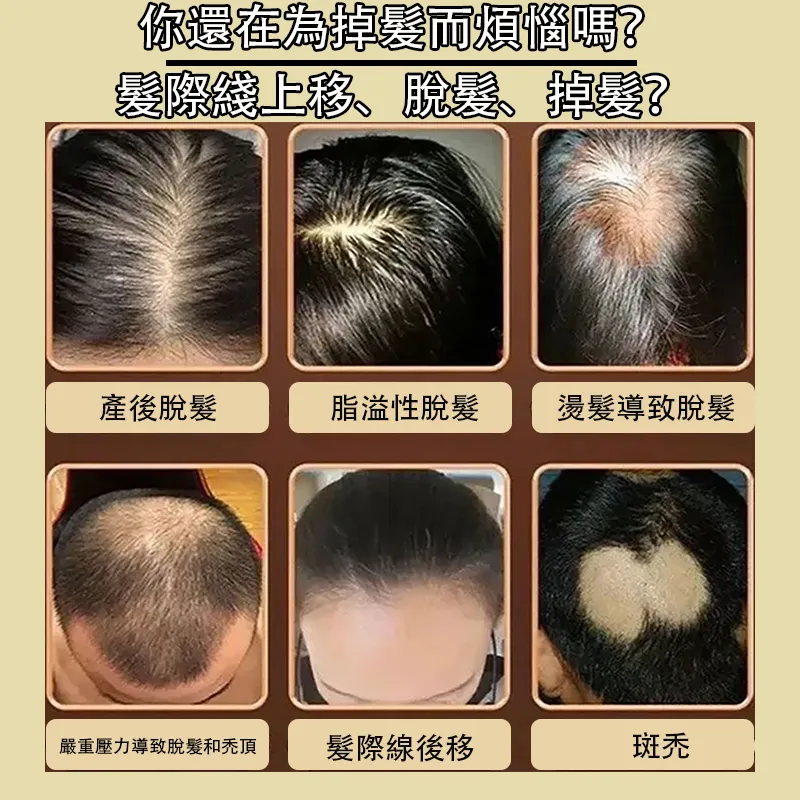 你還在為掉髮而煩惱嗎?
髮際綫上移、脫髮、掉髮?
產後脫髮
脂溢性脫髮
燙髮導致脫髮
嚴重壓力導致脫髮和禿頂
髮際線後移
斑禿